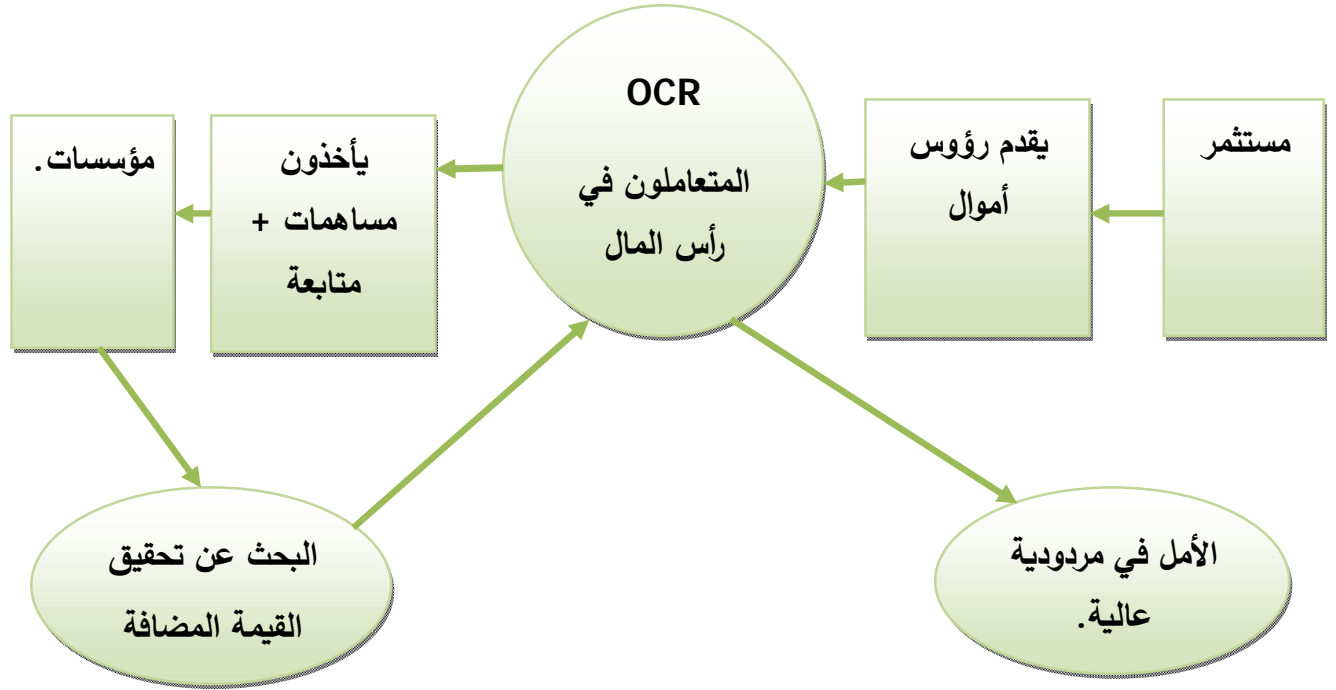 مستثمر
يقدم رؤوس
أموال
OCR
المتعاملون في
رأس المال
يأخذون
مساهمات +
متابعة
مؤسسات.
البحث عن تحقيق
القيمة المضافة
الأمل في مردودية
عالية.